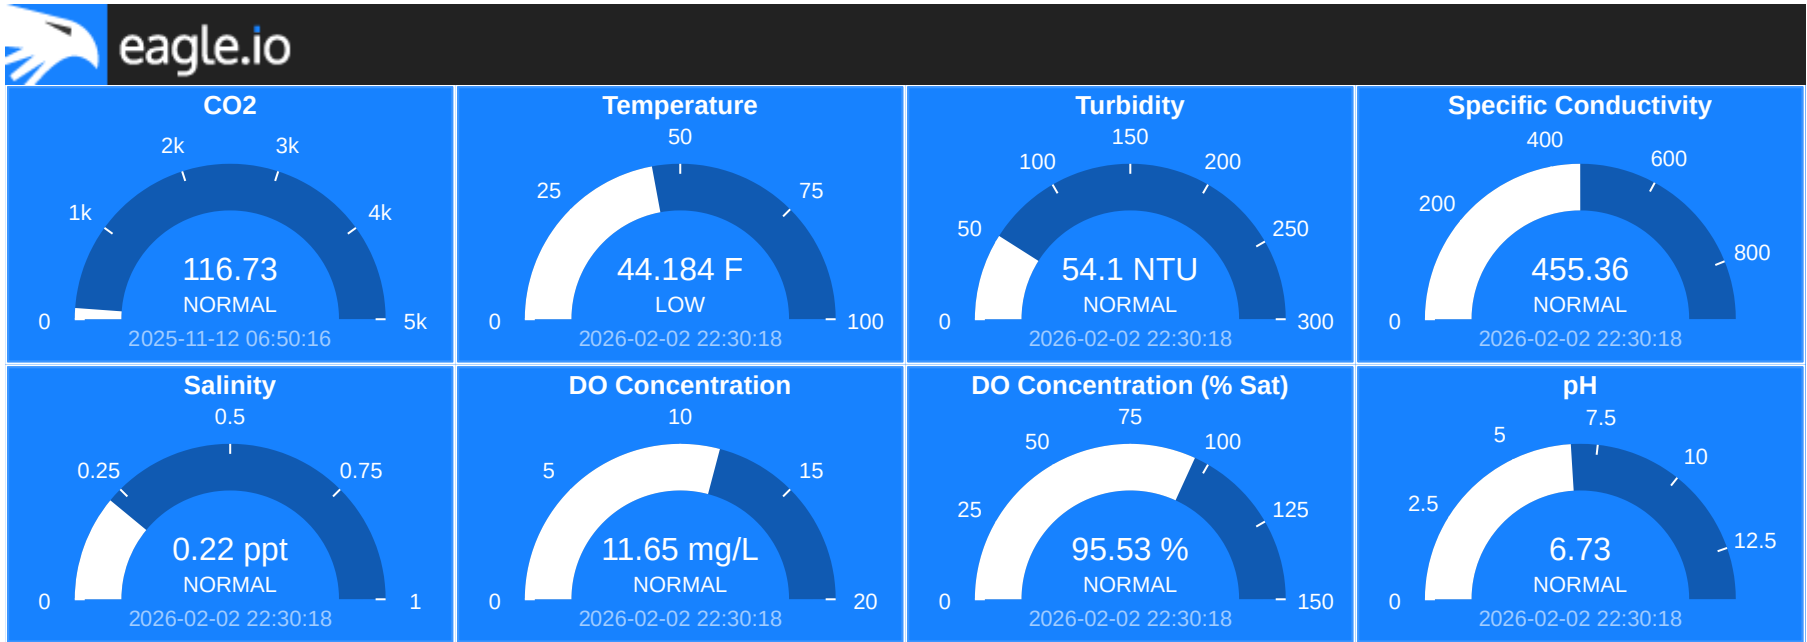 eagle.io
CO2
2k
3k
1k
4k
116.73
NORMAL
0
5k
2025-11-12 06:50:16
Temperature
50
25
75
44.184 F
LOW
0
100
2026-02-02 22:30:18
Turbidity
150
100
200
50
250
54.1 NTU
NORMAL
0
300
2026-02-02 22:30:18
Specific Conductivity
400
600
200
800
455.36
NORMAL
0
2026-02-02 22:30:18
Salinity
0.5
0.25
0.75
0.22 ppt
NORMAL
0
1
2026-02-02 22:30:18
DO Concentration
10
5
15
11.65 mg/L
NORMAL
0
20
2026-02-02 22:30:18
DO Concentration (% Sat)
75
50
100
25
125
95.53 %
NORMAL
0
150
2026-02-02 22:30:18
pH
7.5
5
10
2.5
12.5
6.73
NORMAL
0
2026-02-02 22:30:18